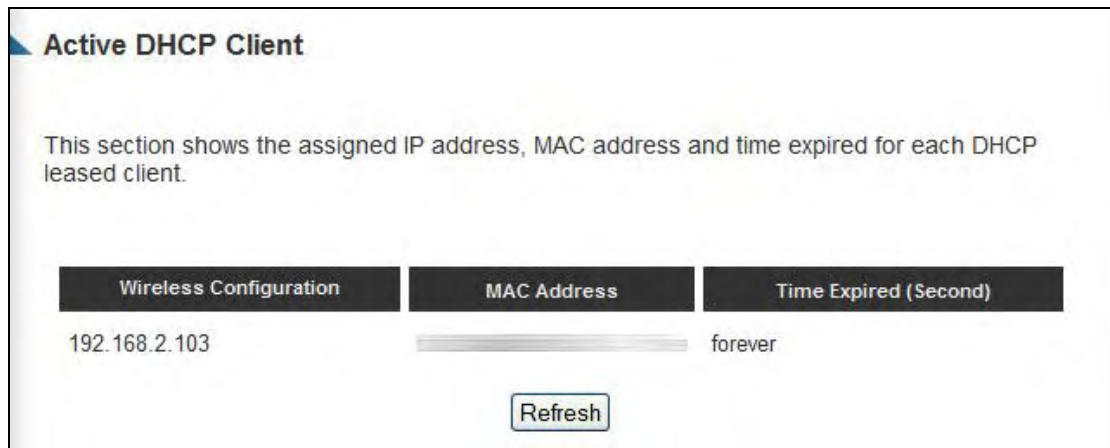 Active DHCP Client
This section shows the assigned IP address, MAC address and time expired for each DHCP
leased client.
Wireless Configuration MAC Address Time Expired (Second)
192.168.2.103 forever
Refresh